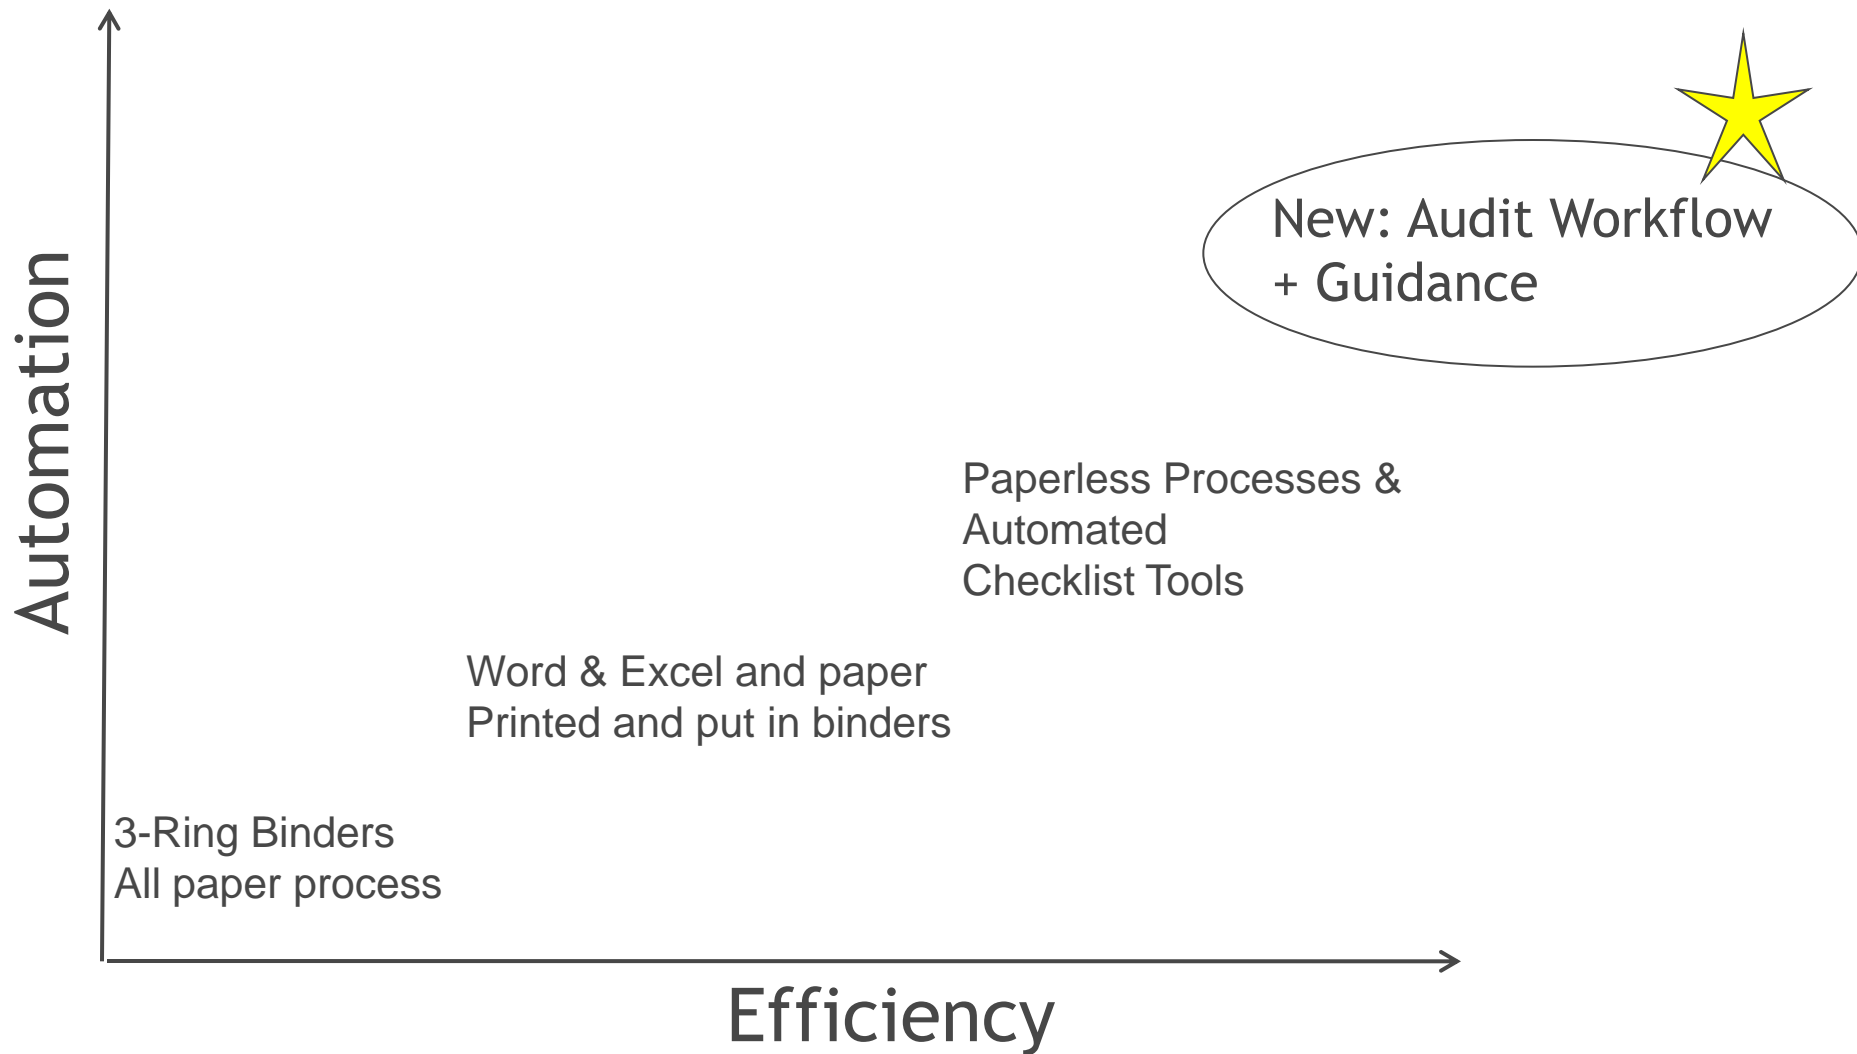 Automation
New: Audit Workflow
+ Guidance
Paperless Processes &
Automated
Checklist Tools
Word & Excel and paper
Printed and put in binders
3-Ring Binders
All paper process
Efficiency